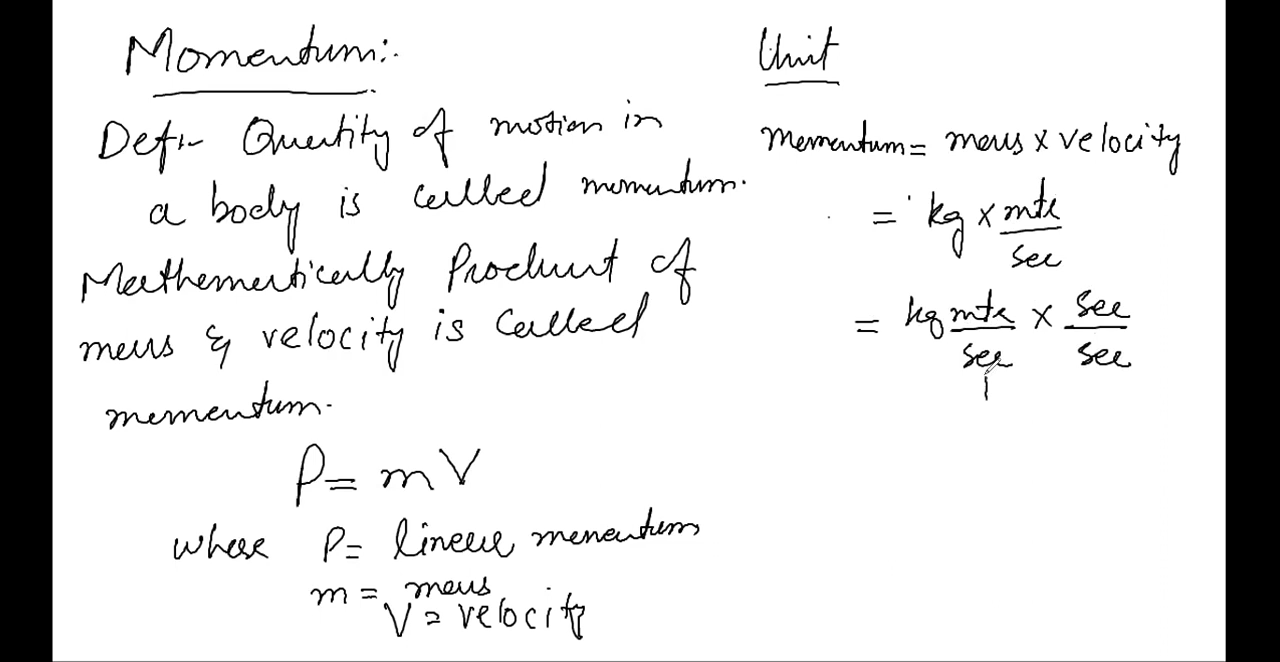 Momentum:.
Def:- Quantity of motion in
a body is called momentum.
Mathematically Product of
mass & velocity is called
momentum.
P = m V
where P = linear momentum
m = mass
V = velocity
Unit
Momentum = mass x velocity
= kg x mtr/sec
= kg mtr/sec x sec/sec